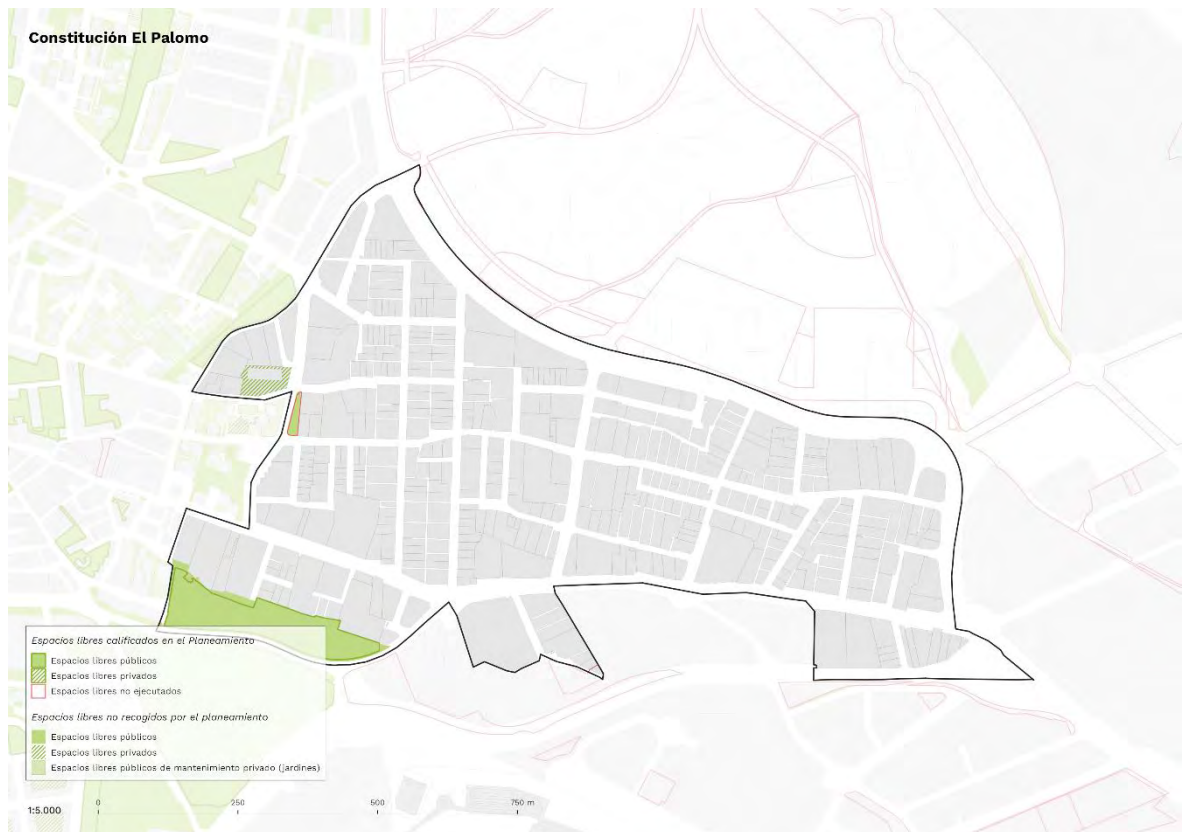 Constitución El Palomo
Espacios libres calificados en el Planeamiento
Espacios libres públicos
Espacios libres privados
Espacios libres no ejecutados
Espacios libres no recogidos por el planeamiento
Espacios libres públicos
Espacios libres privados
Espacios libres públicos de mantenimiento privado (jardines)
1:5.000
0 250 500 750 m